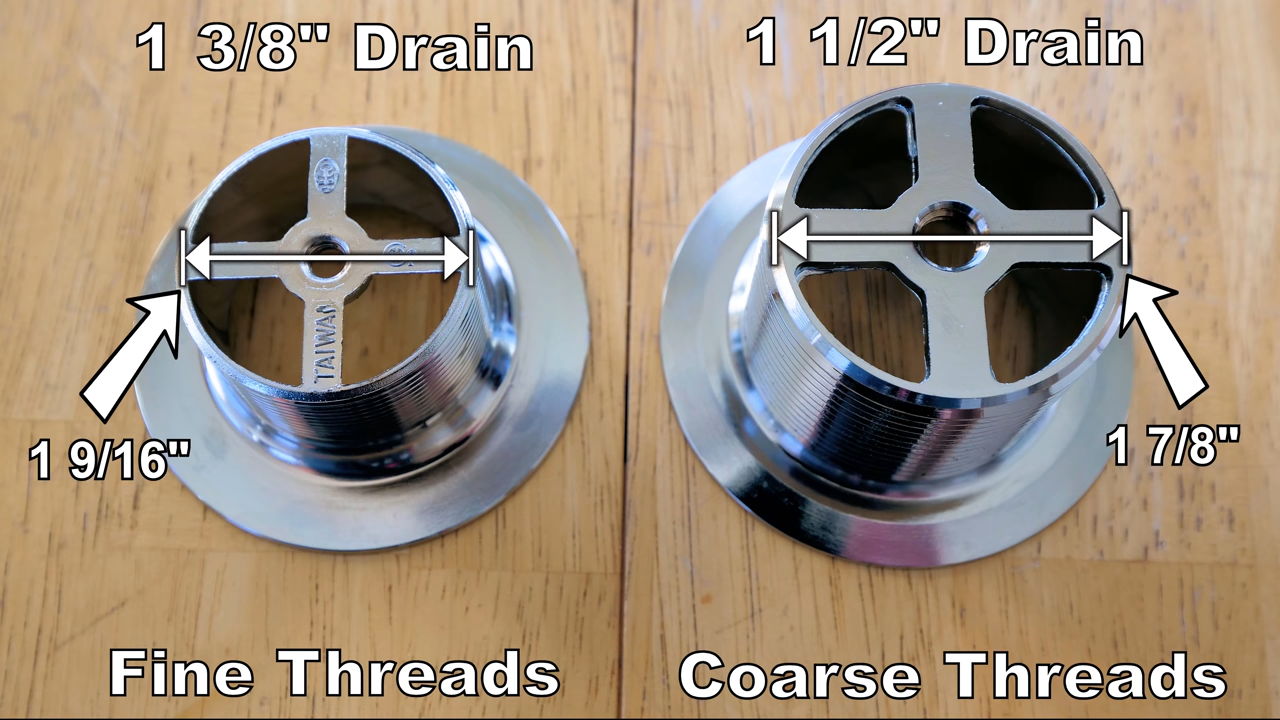 1 3/8" Drain
1 1/2" Drain
TAIWAN
1 9/16"
1 7/8"
Fine Threads
Coarse Threads